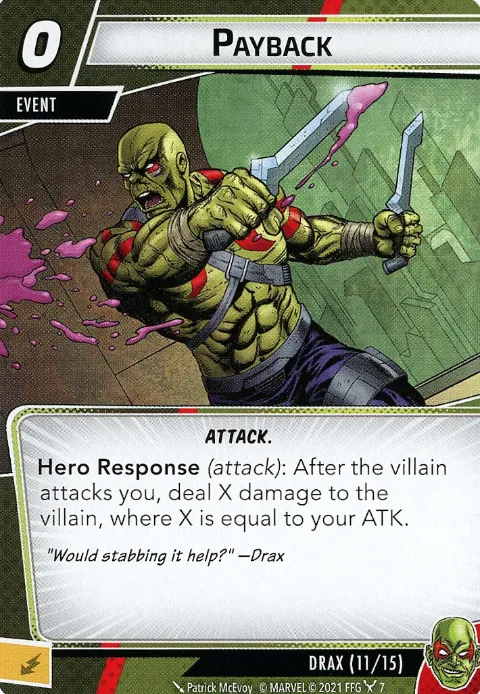 0
PAYBACK
EVENT
ATTACK.
Hero Response (attack): After the villain
attacks you, deal X damage to the
villain, where X is equal to your ATK.
"Would stabbing it help?" —Drax
DRAX (11/15)
Patrick McEvoy © MARVEL © 2021 FFG 7